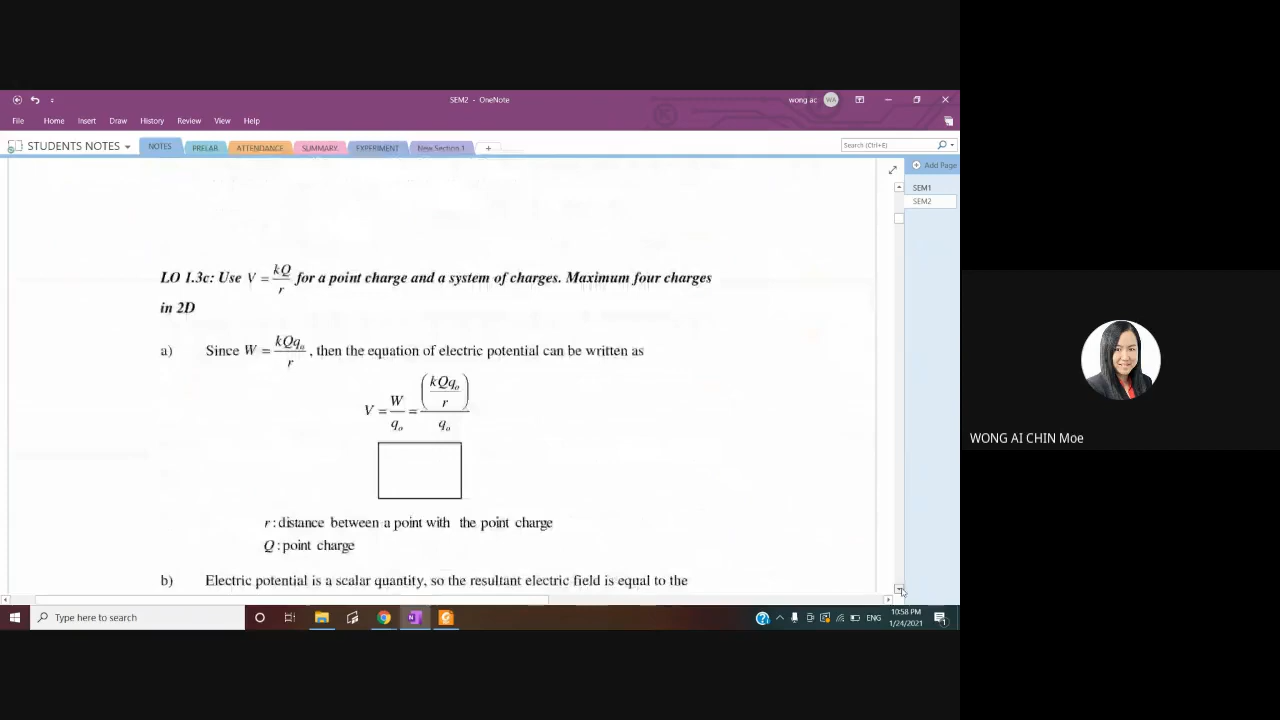 SEM2 - OneNote
wong ac WA
File Home Insert Draw History Review View Help
STUDENTS NOTES NOTES PRELAB ATTENDANCE SUMMARY EXPERIMENT New Section 1 +
Search (Ctrl+E)
Add Page
SEM1
SEM2
LO 1.3c: Use V = kQ/r for a point charge and a system of charges. Maximum four charges
in 2D
a) Since W = kQq₀/r, then the equation of electric potential can be written as
V = W/q₀ = (kQq₀/r)/q₀
r : distance between a point with the point charge
Q : point charge
b) Electric potential is a scalar quantity, so the resultant electric field is equal to the
WONG AI CHIN Moe
Type here to search
ENG
10:58 PM
1/24/2021